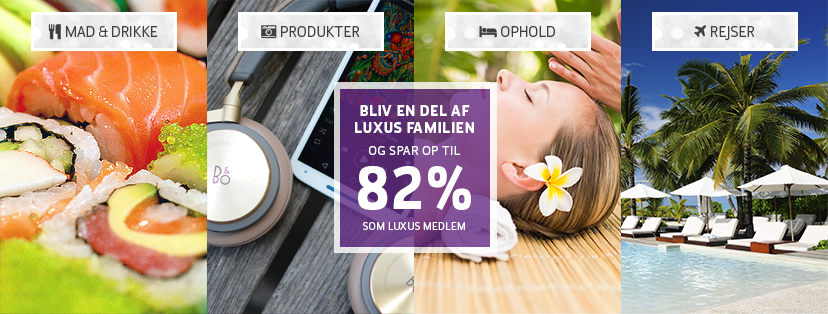 MAD & DRIKKE
PRODUKTER
OPHOLD
REJSER
BLIV EN DEL AF
LUXUS FAMILIEN
OG SPAR OP TIL
82%
SOM LUXUS MEDLEM
B&O